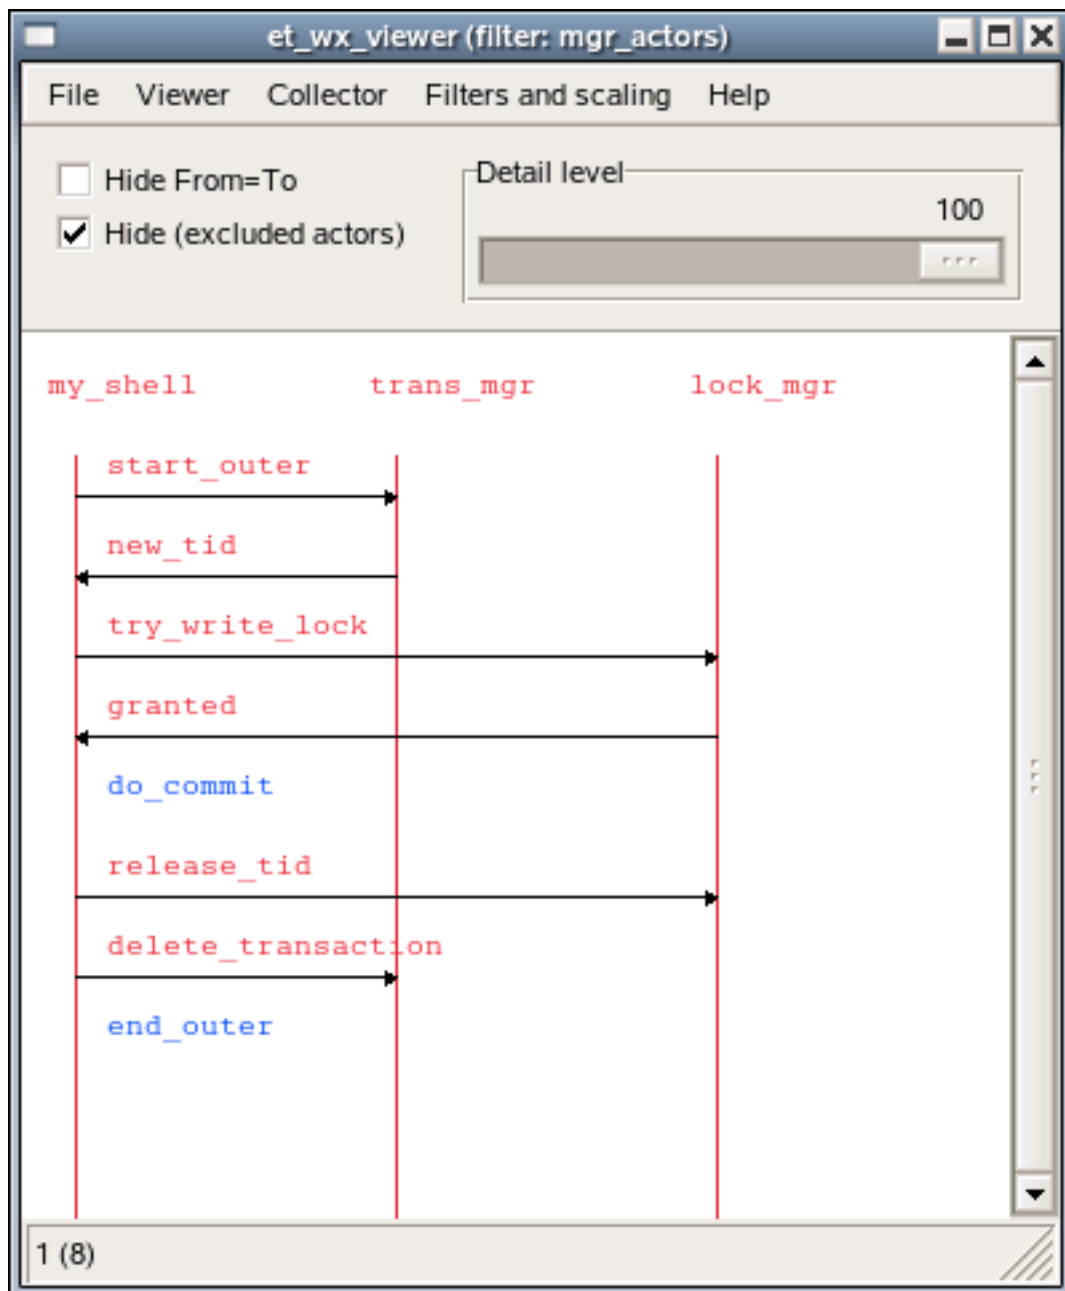 et_wx_viewer (filter: mgr_actors)
File Viewer Collector Filters and scaling Help
Hide From=To
Hide (excluded actors)
Detail level
100
my_shell trans_mgr lock_mgr
start_outer
new_tid
try_write_lock
granted
do_commit
release_tid
delete_transaction
end_outer
1 (8)